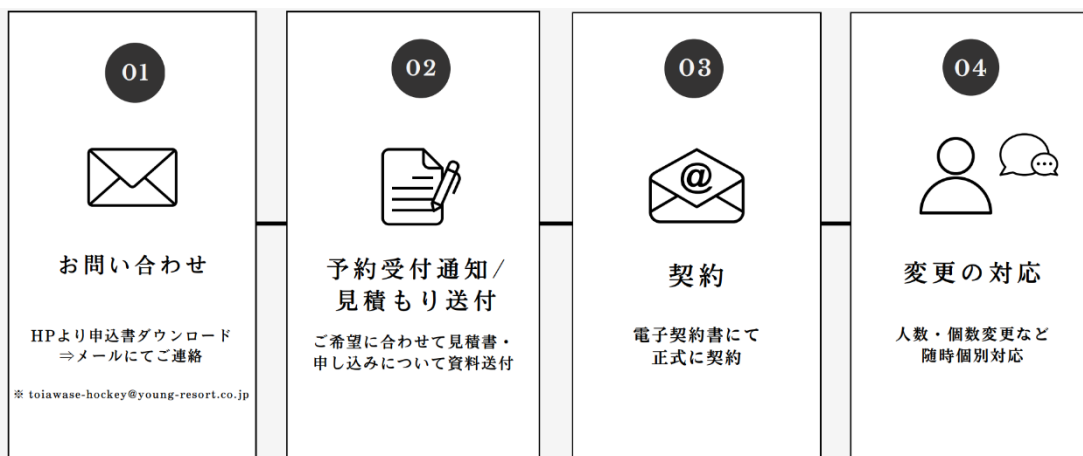 01
お問い合わせ
HPより申込書ダウンロード
⇒メールにてご連絡
※ toiawase-hockey@young-resort.co.jp
02
予約受付通知/
見積もり送付
ご希望に合わせて見積書・
申し込みについて資料送付
03
@
契約
電子契約書にて
正式に契約
04
変更の対応
人数・個数変更など
随時個別対応